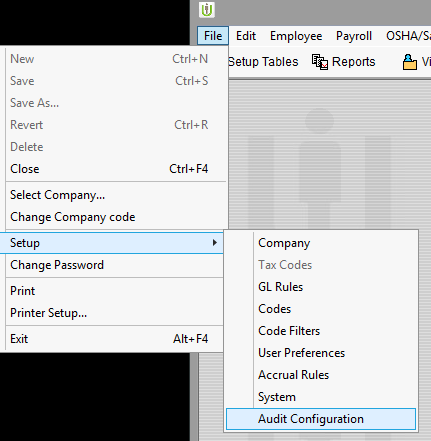 File Edit Employee Payroll OSHA/Sa
Setup Tables Reports Vi
New Ctrl+N
Save Ctrl+S
Save As...
Revert Ctrl+R
Delete
Close Ctrl+F4
Select Company...
Change Company code
Setup
Change Password
Print
Printer Setup...
Exit Alt+F4
Company
Tax Codes
GL Rules
Codes
Code Filters
User Preferences
Accrual Rules
System
Audit Configuration